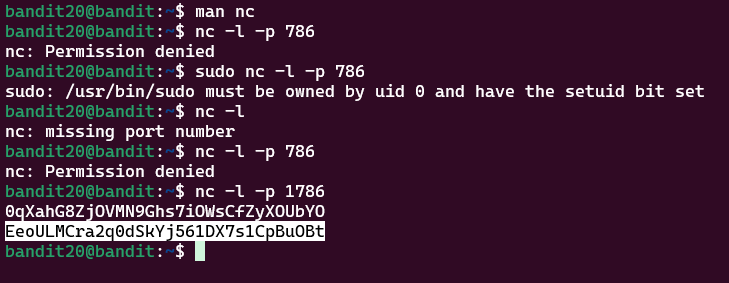 bandit20@bandit:~$ man nc
bandit20@bandit:~$ nc -l -p 786
nc: Permission denied
bandit20@bandit:~$ sudo nc -l -p 786
sudo: /usr/bin/sudo must be owned by uid 0 and have the setuid bit set
bandit20@bandit:~$ nc -l
nc: missing port number
bandit20@bandit:~$ nc -l -p 786
nc: Permission denied
bandit20@bandit:~$ nc -l -p 1786
0qXahG8ZjOVMN9Ghs7iOWsCfZyXOUbYO
EeoULMCra2q0dSkYj561DX7s1CpBuOBt
bandit20@bandit:~$